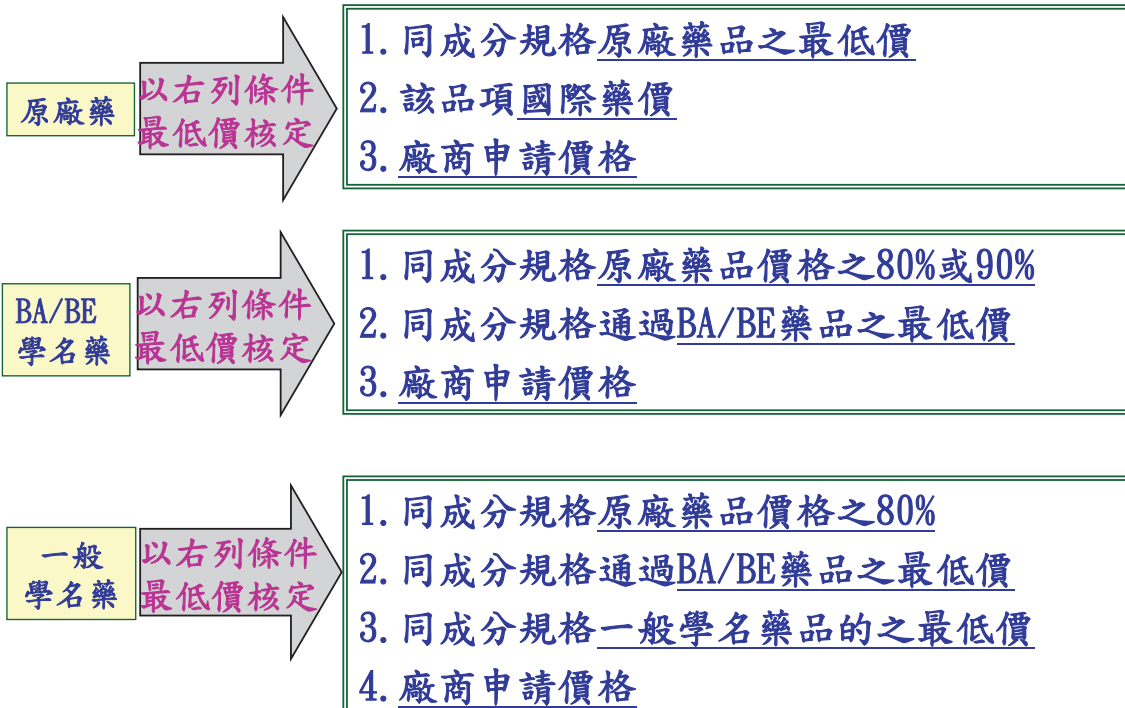 原廠藥
以右列條件
最低價核定
1.同成分規格原廠藥品之最低價
2.該品項國際藥價
3.廠商申請價格
BA/BE
學名藥
以右列條件
最低價核定
1.同成分規格原廠藥品價格之80%或90%
2.同成分規格通過BA/BE藥品之最低價
3.廠商申請價格
一般
學名藥
以右列條件
最低價核定
1.同成分規格原廠藥品價格之80%
2.同成分規格通過BA/BE藥品之最低價
3.同成分規格一般學名藥品的之最低價
4.廠商申請價格